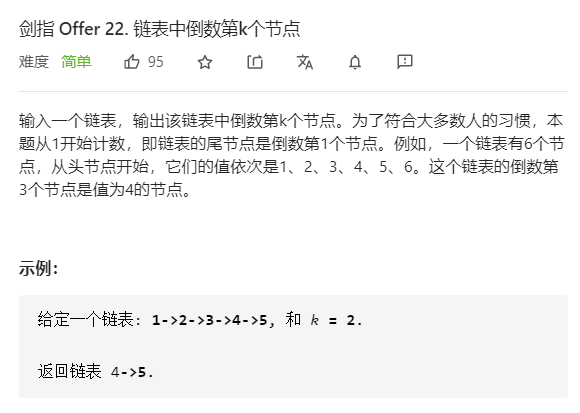 剑指 Offer 22. 链表中倒数第k个节点
难度 简单 95
输入一个链表，输出该链表中倒数第k个节点。为了符合大多数人的习惯，本
题从1开始计数，即链表的尾节点是倒数第1个节点。例如，一个链表有6个节
点，从头节点开始，它们的值依次是1、2、3、4、5、6。这个链表的倒数第
3个节点是值为4的节点。
示例：
给定一个链表: 1->2->3->4->5, 和 k = 2.
返回链表 4->5.